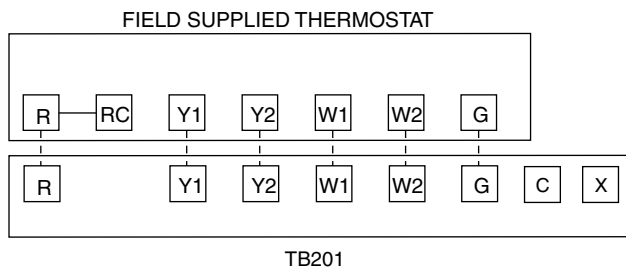 FIELD SUPPLIED THERMOSTAT
R RC Y1 Y2 W1 W2 G
R Y1 Y2 W1 W2 G C X
TB201